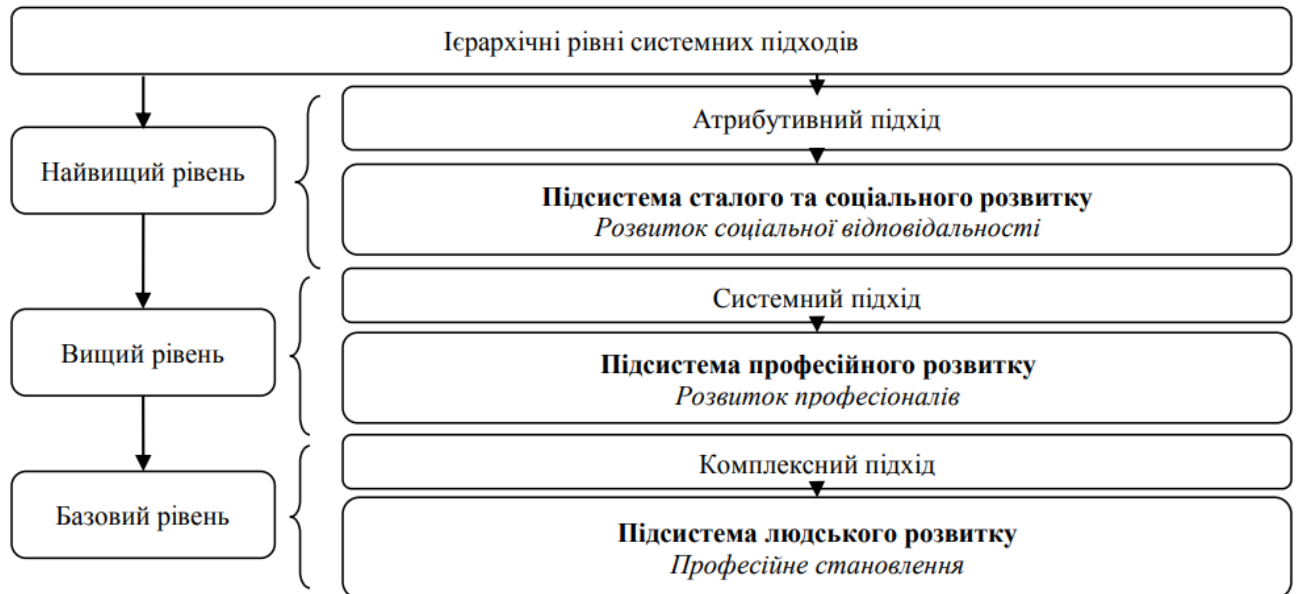 Ієрархічні рівні системних підходів
Найвищий рівень
Атрибутивний підхід
Підсистема сталого та соціального розвитку
Розвиток соціальної відповідальності
Вищий рівень
Системний підхід
Підсистема професійного розвитку
Розвиток професіоналів
Базовий рівень
Комплексний підхід
Підсистема людського розвитку
Професійне становлення